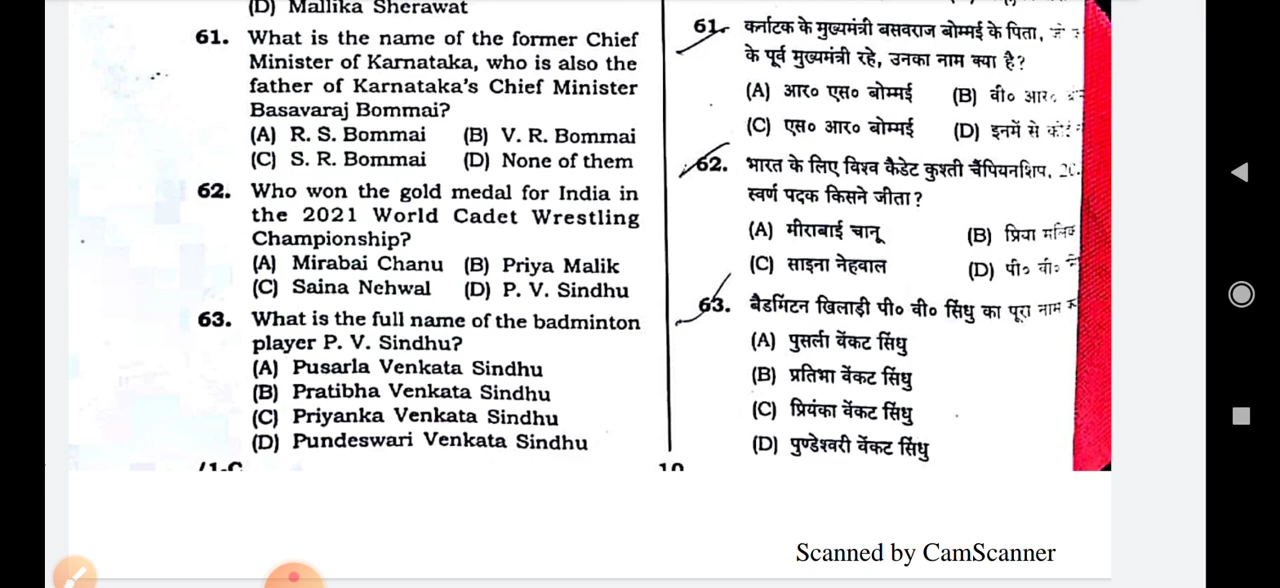 (D) Mallika Sherawat
61. What is the name of the former Chief
Minister of Karnataka, who is also the
father of Karnataka's Chief Minister
Basavaraj Bommai?
(A) R. S. Bommai (B) V. R. Bommai
(C) S. R. Bommai (D) None of them
62. Who won the gold medal for India in
the 2021 World Cadet Wrestling
Championship?
(A) Mirabai Chanu (B) Priya Malik
(C) Saina Nehwal (D) P. V. Sindhu
63. What is the full name of the badminton
player P. V. Sindhu?
(A) Pusarla Venkata Sindhu
(B) Pratibha Venkata Sindhu
(C) Priyanka Venkata Sindhu
(D) Pundeswari Venkata Sindhu
61. कर्नाटक के मुख्यमंत्री बसवराज बोम्मई के पिता,
के पूर्व मुख्यमंत्री रहे, उनका नाम क्या है?
(A) आर० एस० बोम्मई (B) वी० आर०
(C) एस० आर० बोम्मई (D) इनमें से
62. भारत के लिए विश्व कैडेट कुश्ती चैंपियनशिप,
स्वर्ण पदक किसने जीता?
(A) मीराबाई चानू (B) प्रिया
(C) साइना नेहवाल (D) पी० वी०
63. बैडमिंटन खिलाड़ी पी० वी० सिंधु का पूरा नाम
(A) पुसर्ला वेंकट सिंधु
(B) प्रतिभा वेंकट सिंधु
(C) प्रियंका वेंकट सिंधु
(D) पुण्डेश्वरी वेंकट सिंधु
Scanned by CamScanner